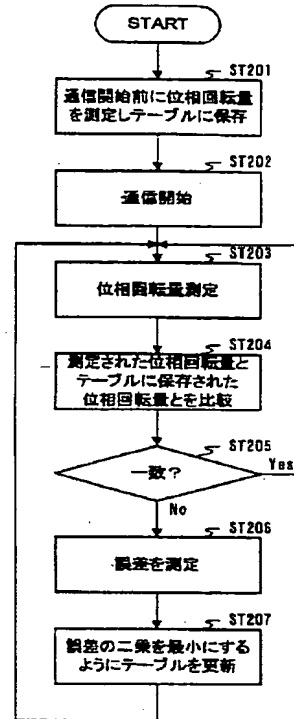 START
ST201
通信開始前に位相回転量
を測定しテーブルに保存
ST202
通信開始
ST203
位相回転量測定
ST204
測定された位相回転量と
テーブルに保存された
位相回転量とを比較
ST205
一致?
Yes
No
ST206
誤差を測定
ST207
誤差の二乗を最小にする
ようにテーブルを更新